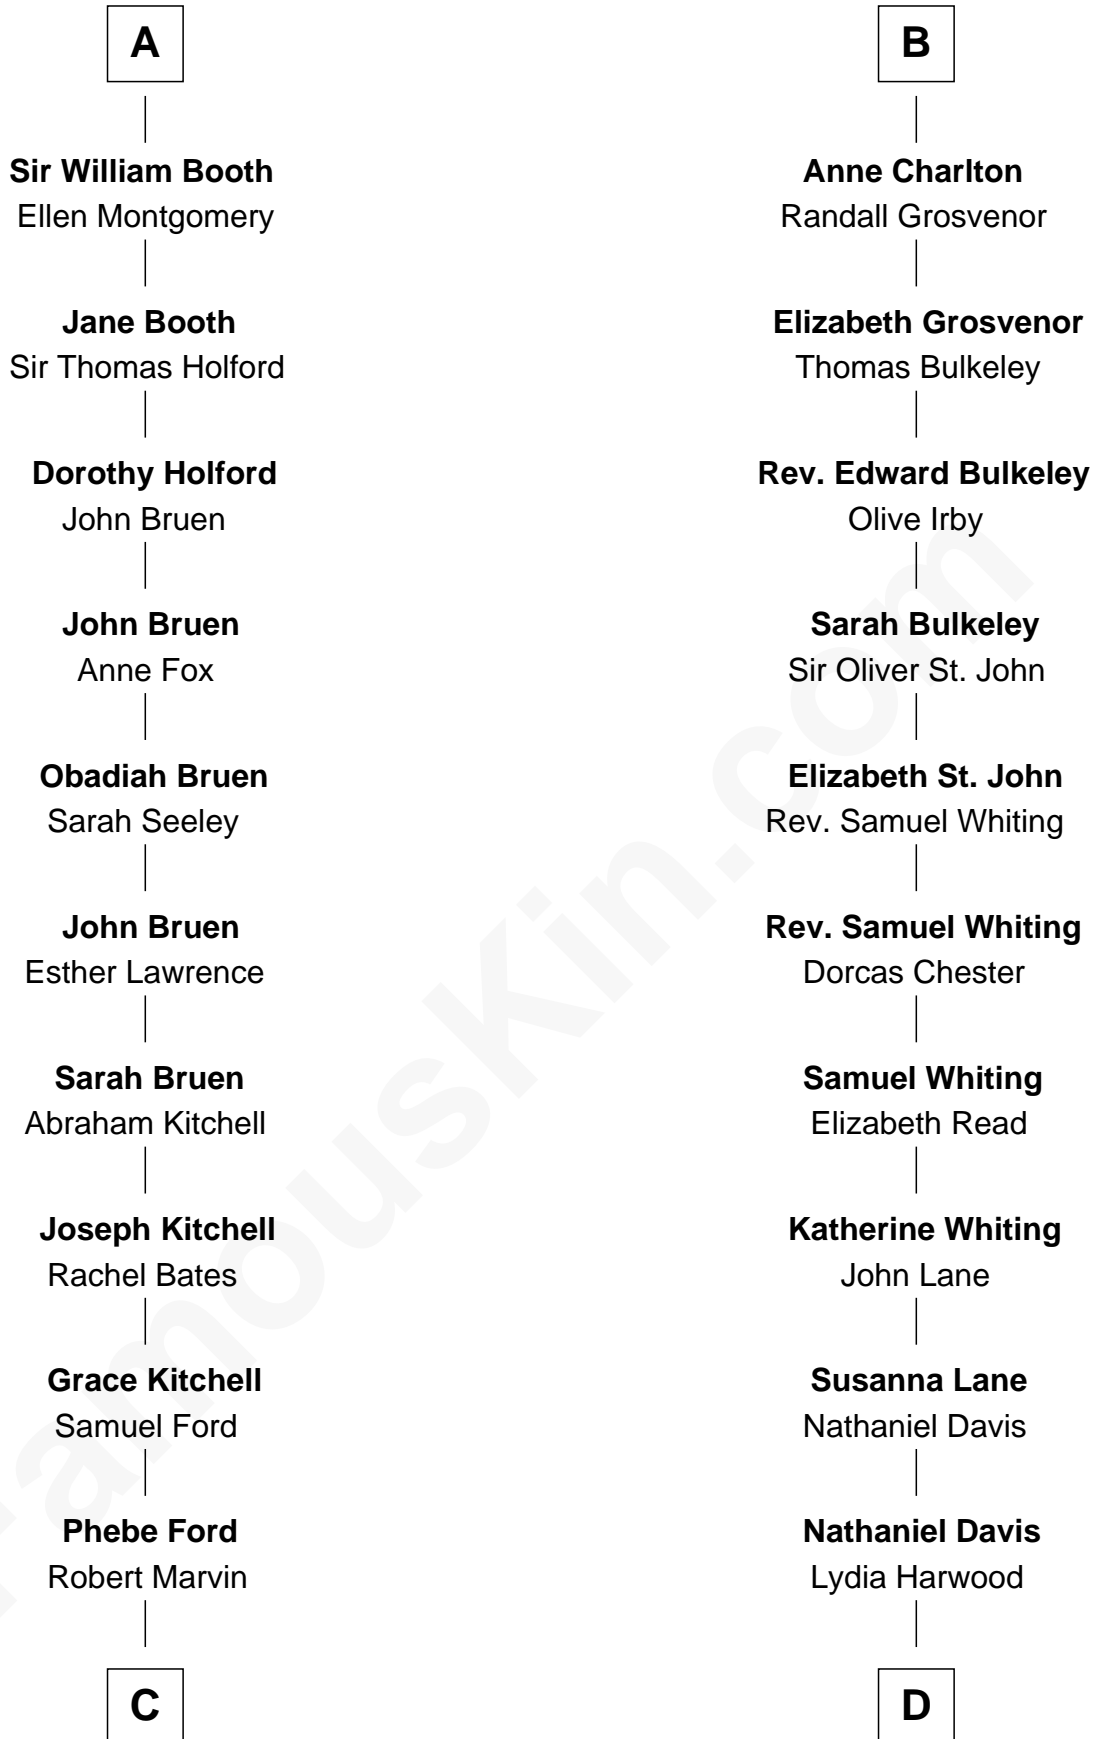 A
B
Sir William Booth
Ellen Montgomery
Anne Charlton
Randall Grosvenor
Jane Booth
Sir Thomas Holford
Elizabeth Grosvenor
Thomas Bulkeley
Dorothy Holford
John Bruen
Rev. Edward Bulkeley
Olive Irby
John Bruen
Anne Fox
Sarah Bulkeley
Sir Oliver St. John
Obadiah Bruen
Sarah Seeley
Elizabeth St. John
Rev. Samuel Whiting
John Bruen
Esther Lawrence
Rev. Samuel Whiting
Dorcas Chester
Sarah Bruen
Abraham Kitchell
Samuel Whiting
Elizabeth Read
Joseph Kitchell
Rachel Bates
Katherine Whiting
John Lane
Grace Kitchell
Samuel Ford
Susanna Lane
Nathaniel Davis
Phebe Ford
Robert Marvin
Nathaniel Davis
Lydia Harwood
C
D
FamousKin.com